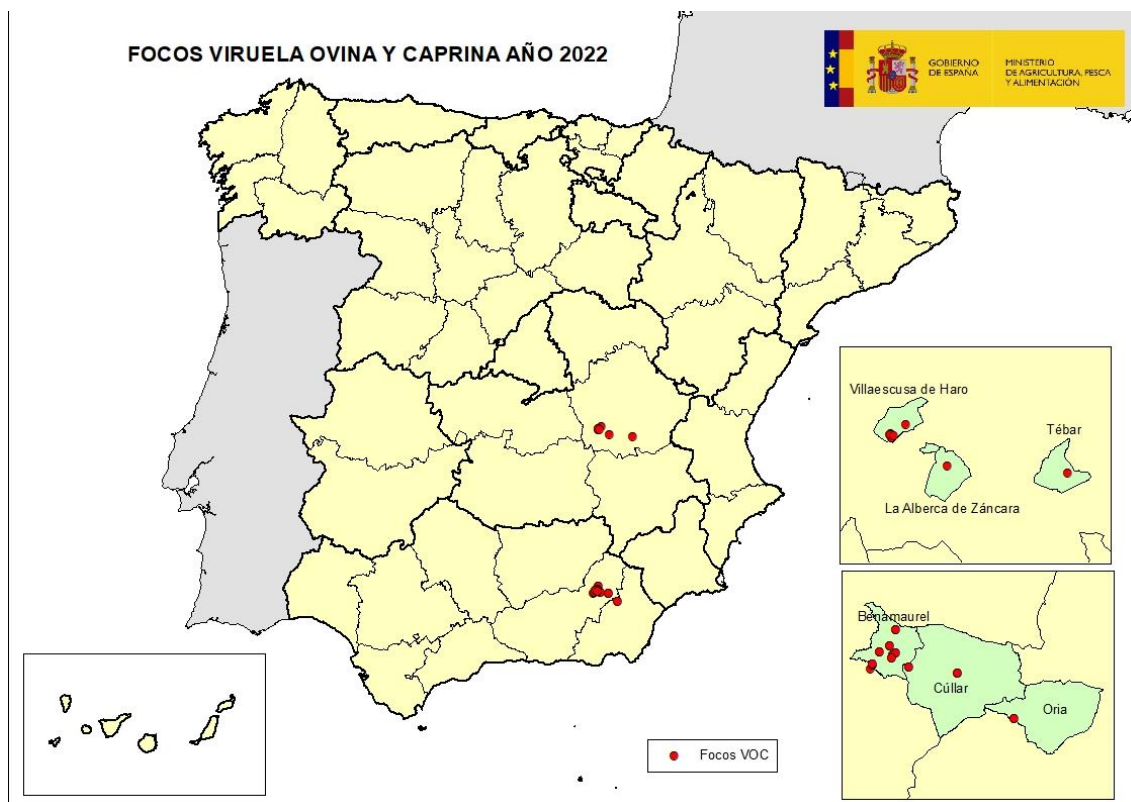 FOCOS VIRUELA OVINA Y CAPRINA AÑO 2022
GOBIERNO
DE ESPAÑA
MINISTERIO
DE AGRICULTURA, PESCA
Y ALIMENTACIÓN
Villaescusa de Haro
Tébar
La Alberca de Záncara
Benamaurel
Cúllar
Oria
Focos VOC